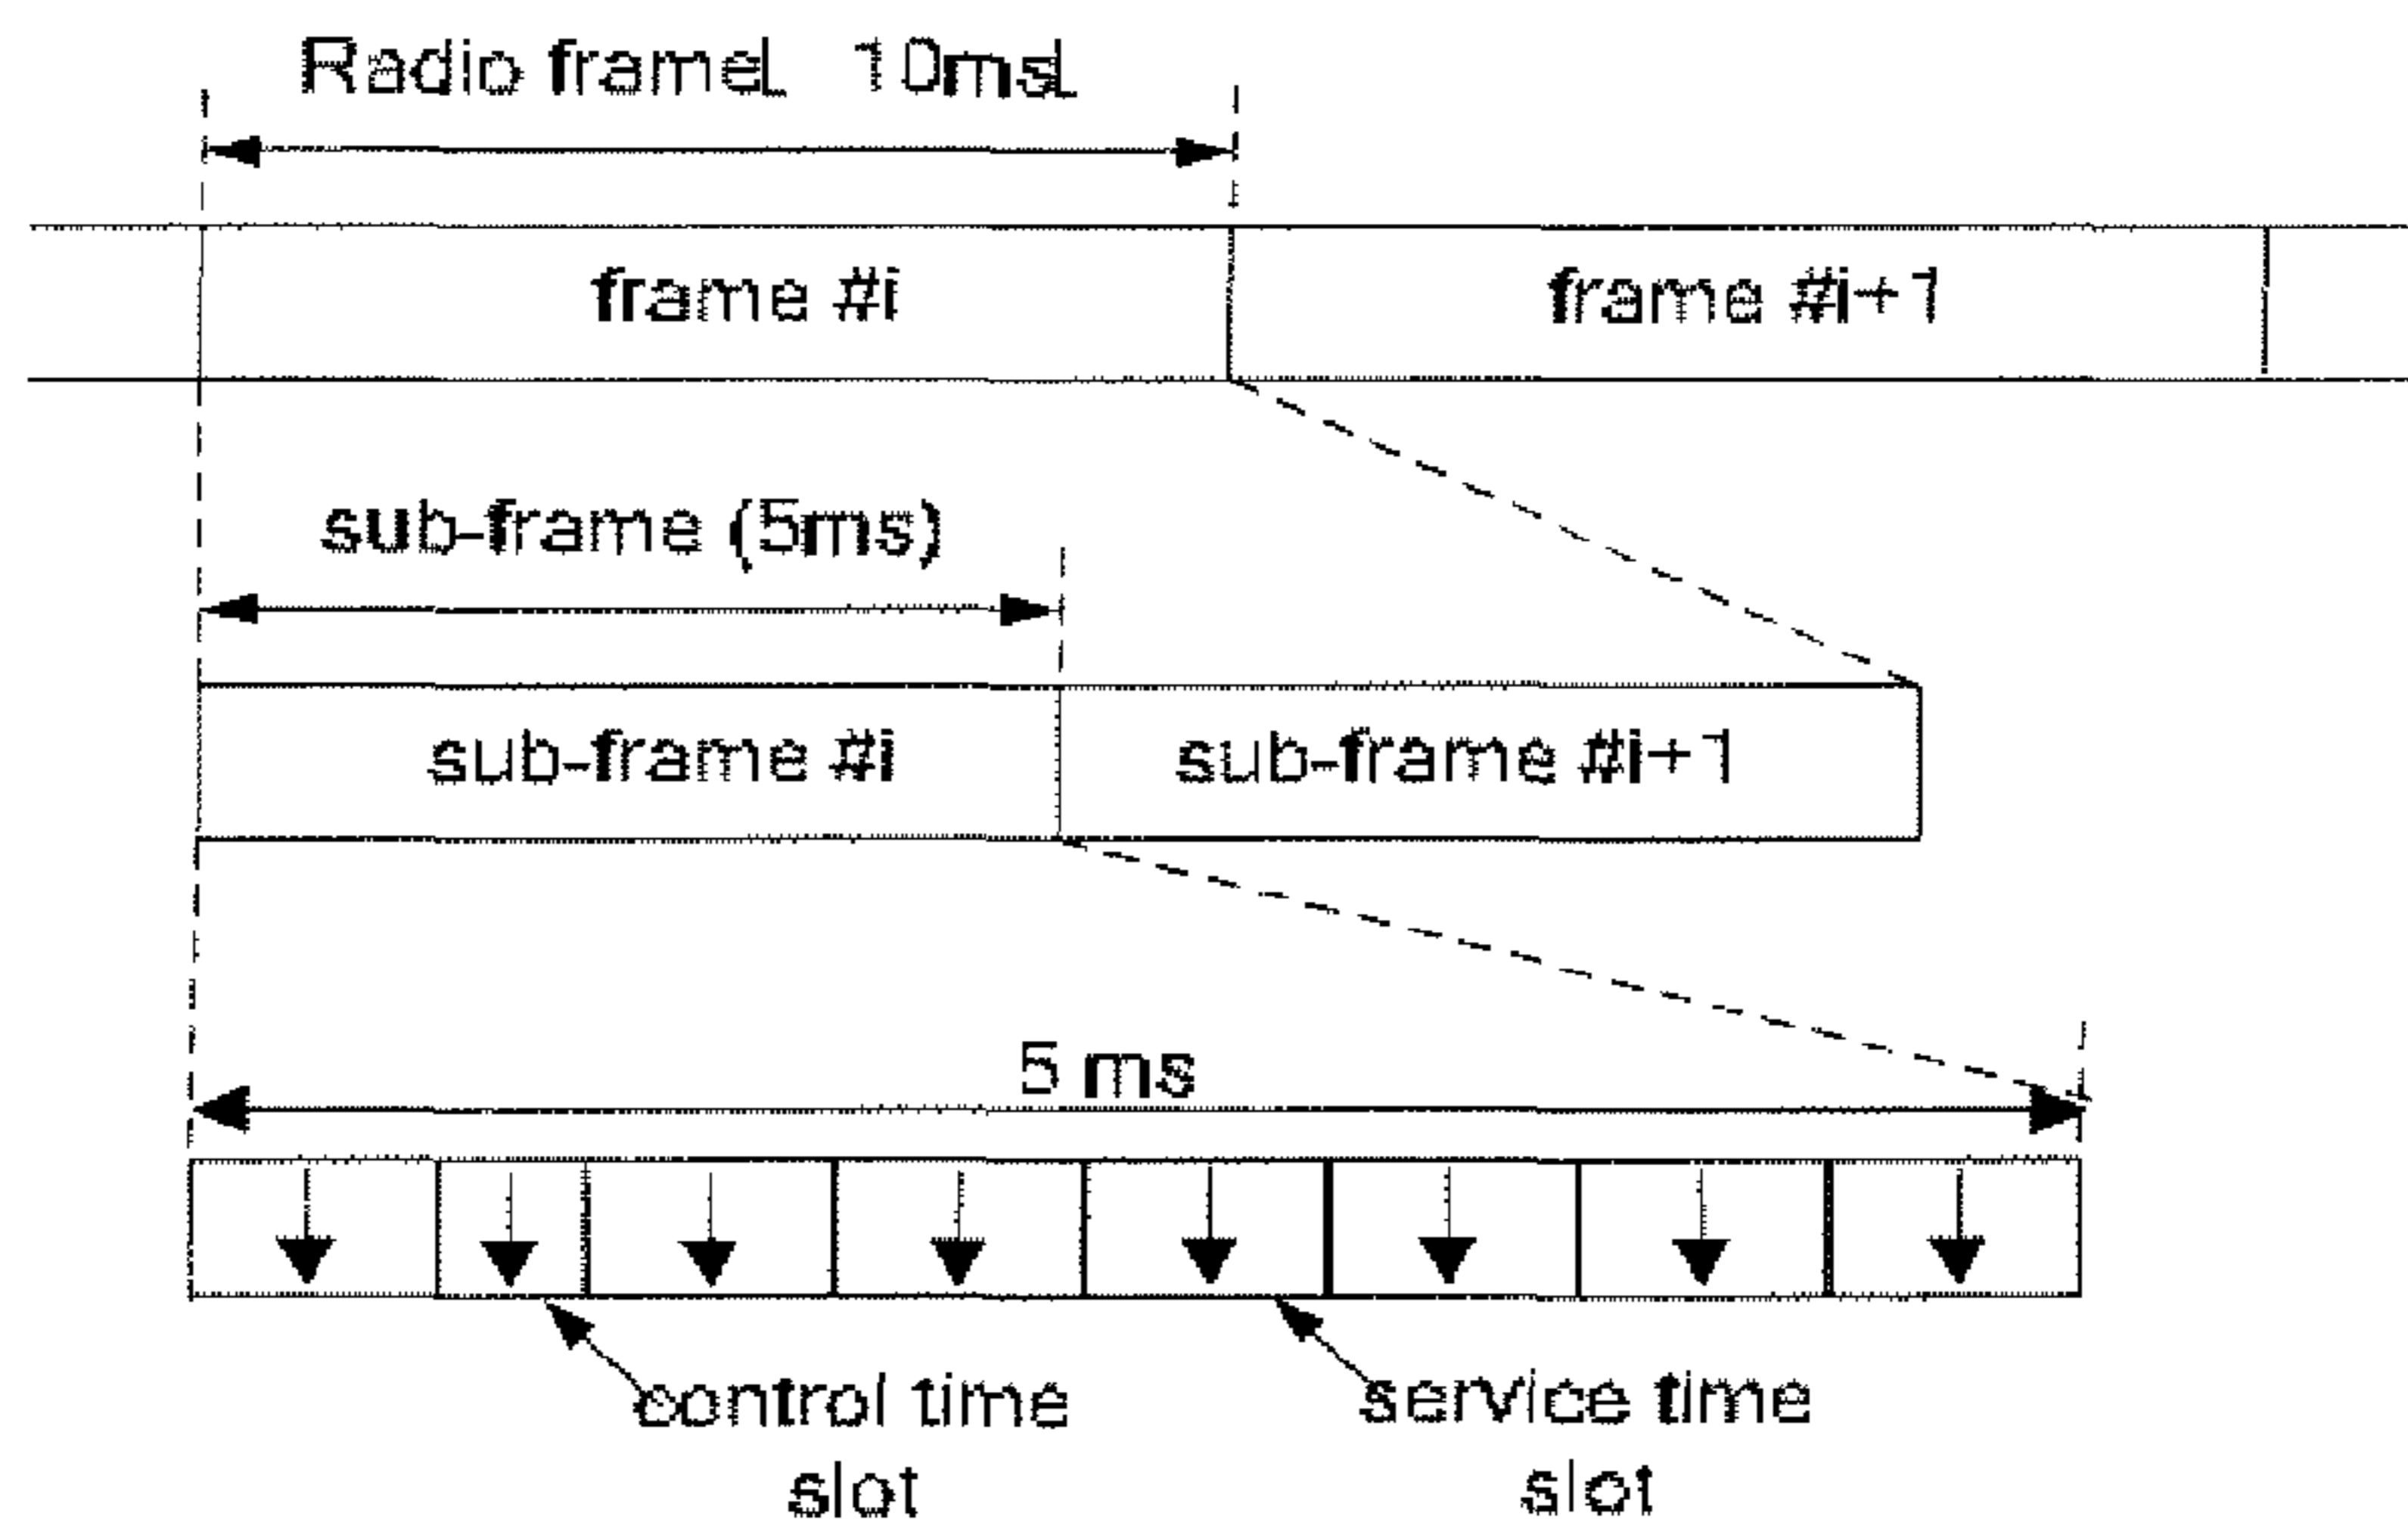 Radio frameL 10msL
frame #i frame #i+1
sub-frame (5ms)
sub-frame #i sub-frame #i+1
5 ms
control time
slot
service time
slot